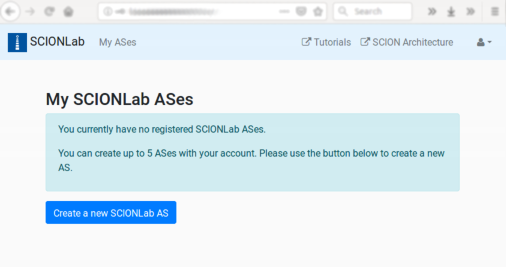 Search
SCIONLab
My ASes
Tutorials
SCION Architecture
My SCIONLab ASes
You currently have no registered SCIONLab ASes.
You can create up to 5 ASes with your account. Please use the button below to create a new
AS.
Create a new SCIONLab AS